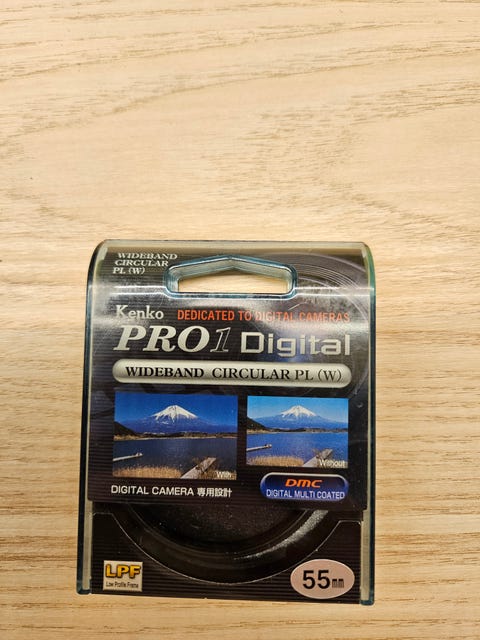 WIDEBAND
CIRCULAR
PL (W)
Kenko
DEDICATED TO DIGITAL CAMERAS
PRO1 Digital
WIDEBAND CIRCULAR PL (W)
With
Without
DMC
DIGITAL MULTI COATED
DIGITAL CAMERA 専用設計
LPF
Low Profile Frame
55mm